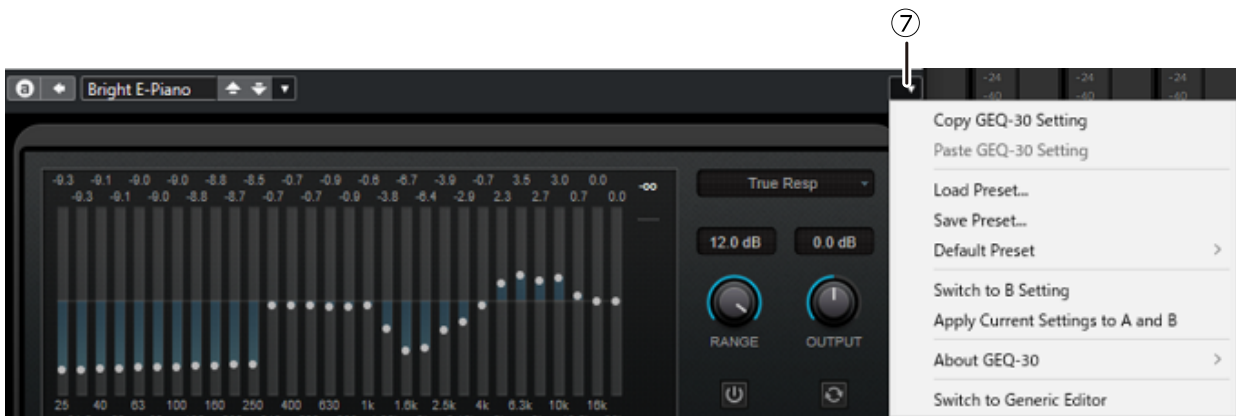 ⑦
a Bright E-Piano
-24 -24 -24
-40 -40 -40
-9.3 -9.1 -9.0 -9.0 -8.8 -8.5 -0.7 -0.9 -0.6 -6.7 -3.9 -0.7 3.5 3.0 0.0 -∞
-9.3 -9.1 -9.0 -8.8 -8.7 -0.7 -0.7 -0.9 -3.8 -6.4 -2.9 2.3 2.7 0.7 0.0
25 40 63 100 160 250 400 630 1k 1.6k 2.5k 4k 6.3k 10k 16k
True Resp
12.0 dB 0.0 dB
RANGE OUTPUT
Copy GEQ-30 Setting
Paste GEQ-30 Setting
Load Preset...
Save Preset...
Default Preset
Switch to B Setting
Apply Current Settings to A and B
About GEQ-30
Switch to Generic Editor